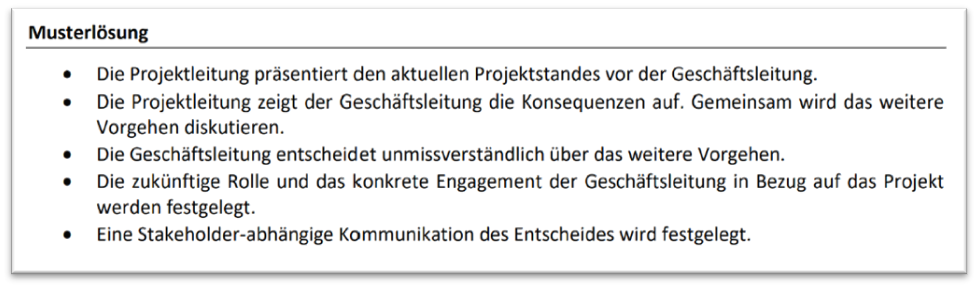 Musterlösung
• Die Projektleitung präsentiert den aktuellen Projektstandes vor der Geschäftsleitung.
• Die Projektleitung zeigt der Geschäftsleitung die Konsequenzen auf. Gemeinsam wird das weitere
Vorgehen diskutieren.
• Die Geschäftsleitung entscheidet unmissverständlich über das weitere Vorgehen.
• Die zukünftige Rolle und das konkrete Engagement der Geschäftsleitung in Bezug auf das Projekt
werden festgelegt.
• Eine Stakeholder-abhängige Kommunikation des Entscheides wird festgelegt.